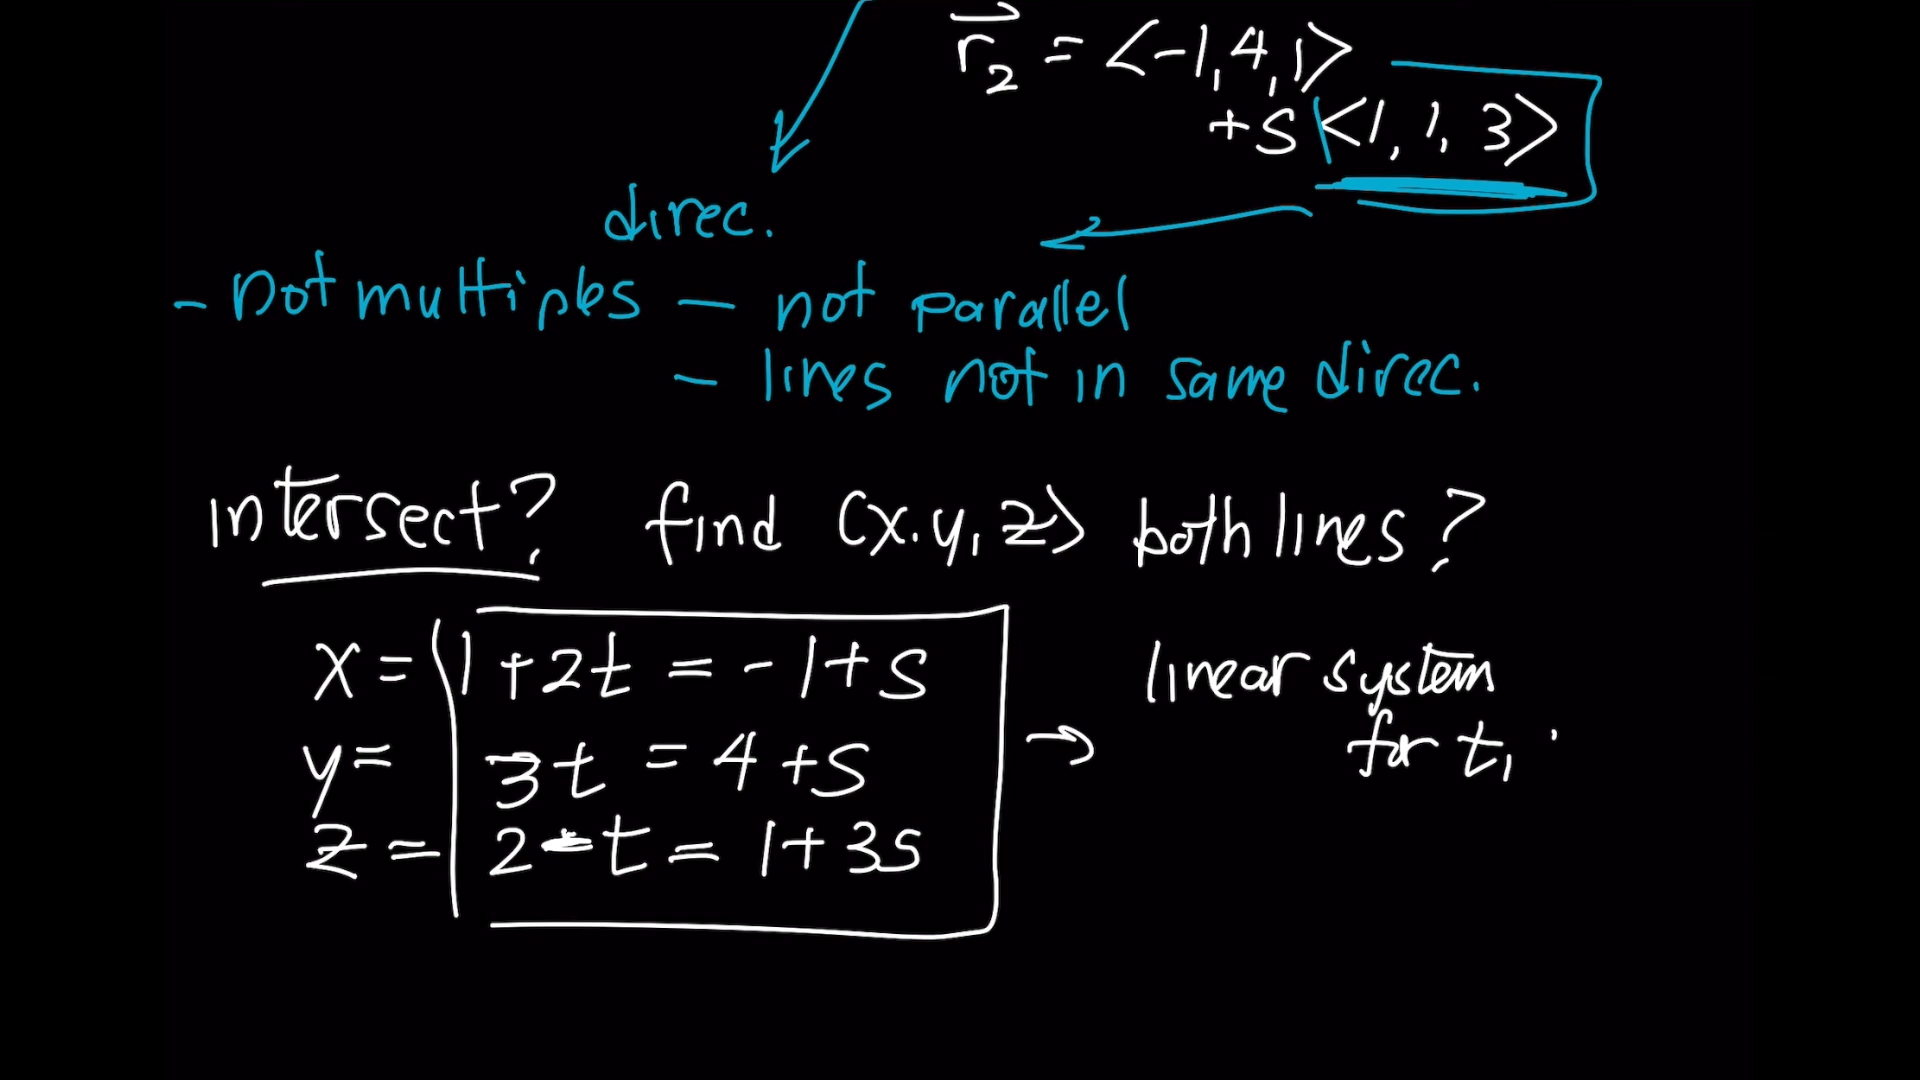 r₂ = <-1,4,1>
+s<1, 1, 3>
direc.
- not multiples - not parallel
- lines not in same direc.
intersect? find (x,y,z) both lines?
x = 1+2t = -1+s
y = 3t = 4+s
z = 2-t = 1+3s
→ linear system
for t,